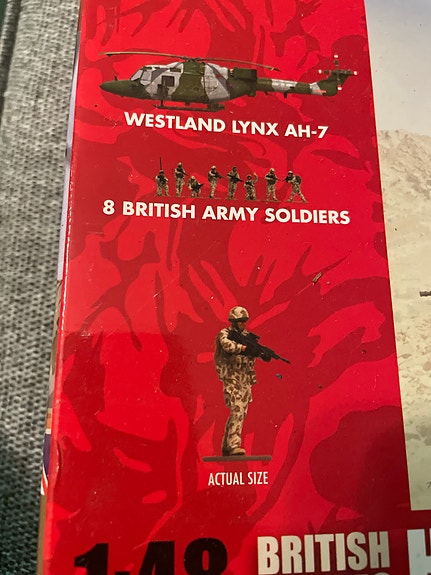 WESTLAND LYNX AH-7
8 BRITISH ARMY SOLDIERS
ACTUAL SIZE
1:48 BRITISH